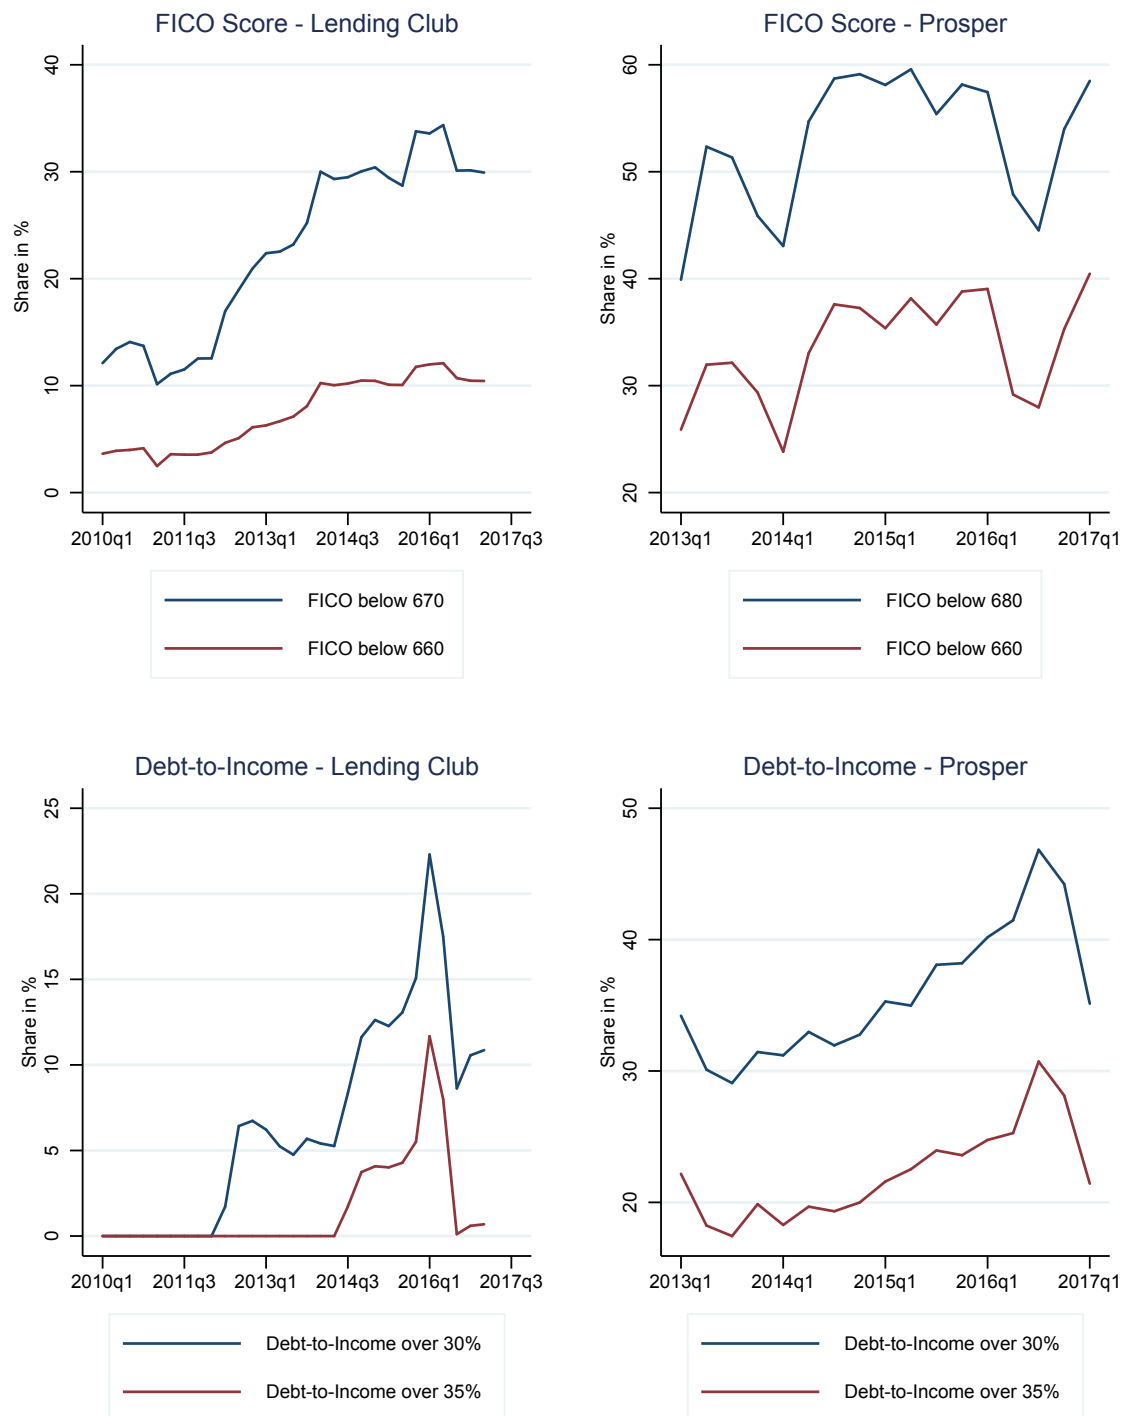 FICO Score - Lending Club
Share in %
40
30
20
10
0
2010q1 2011q3 2013q1 2014q3 2016q1 2017q3
FICO below 670
FICO below 660
FICO Score - Prosper
Share in %
60
50
40
30
20
2013q1 2014q1 2015q1 2016q1 2017q1
FICO below 680
FICO below 660
Debt-to-Income - Lending Club
Share in %
25
20
15
10
5
0
2010q1 2011q3 2013q1 2014q3 2016q1 2017q3
Debt-to-Income over 30%
Debt-to-Income over 35%
Debt-to-Income - Prosper
Share in %
50
40
30
20
2013q1 2014q1 2015q1 2016q1 2017q1
Debt-to-Income over 30%
Debt-to-Income over 35%